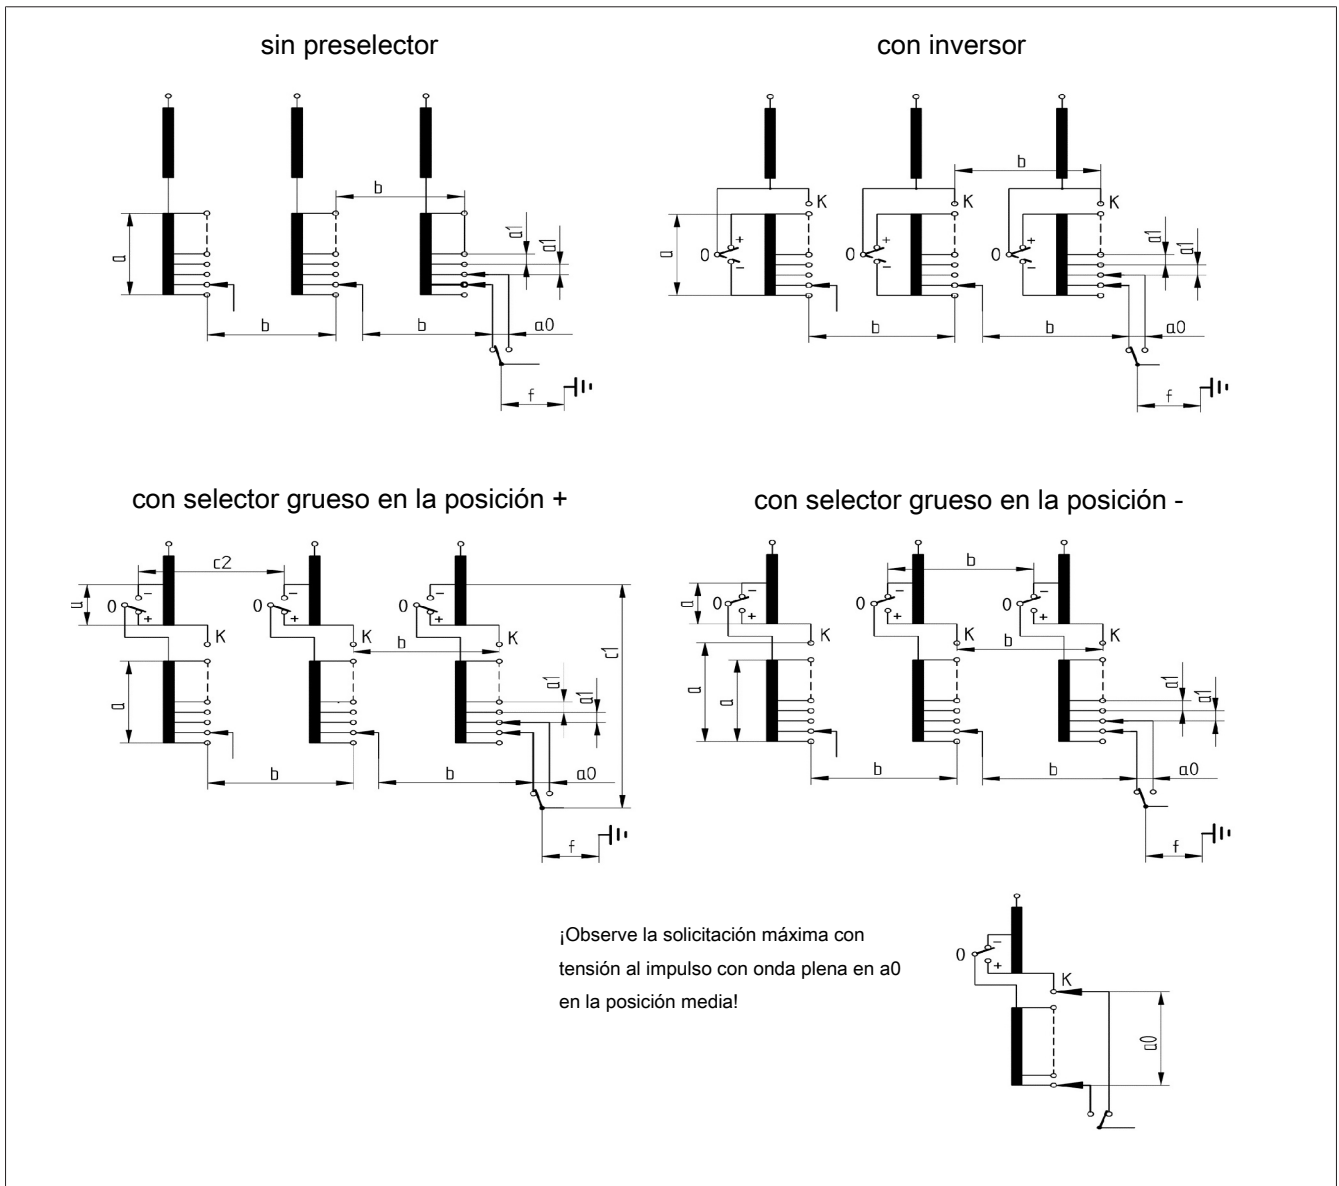 sin preselector
con inversor
b
a
a1
a1
b
b
a0
f
b
K
K
K
0
+
-
0
+
-
0
+
-
a
a1
a1
b
b
a0
f
con selector grueso en la posición +
con selector grueso en la posición -
c2
a
0
-
+
K
0
-
+
K
0
-
+
K
b
c1
a
a1
a1
b
b
a0
f
b
a
0
-
+
K
0
-
+
K
0
-
+
K
b
a
a
a1
a1
b
b
a0
f
¡Observe la solicitación máxima con
tensión al impulso con onda plena en a0
en la posición media!
0
-
+
K
a0